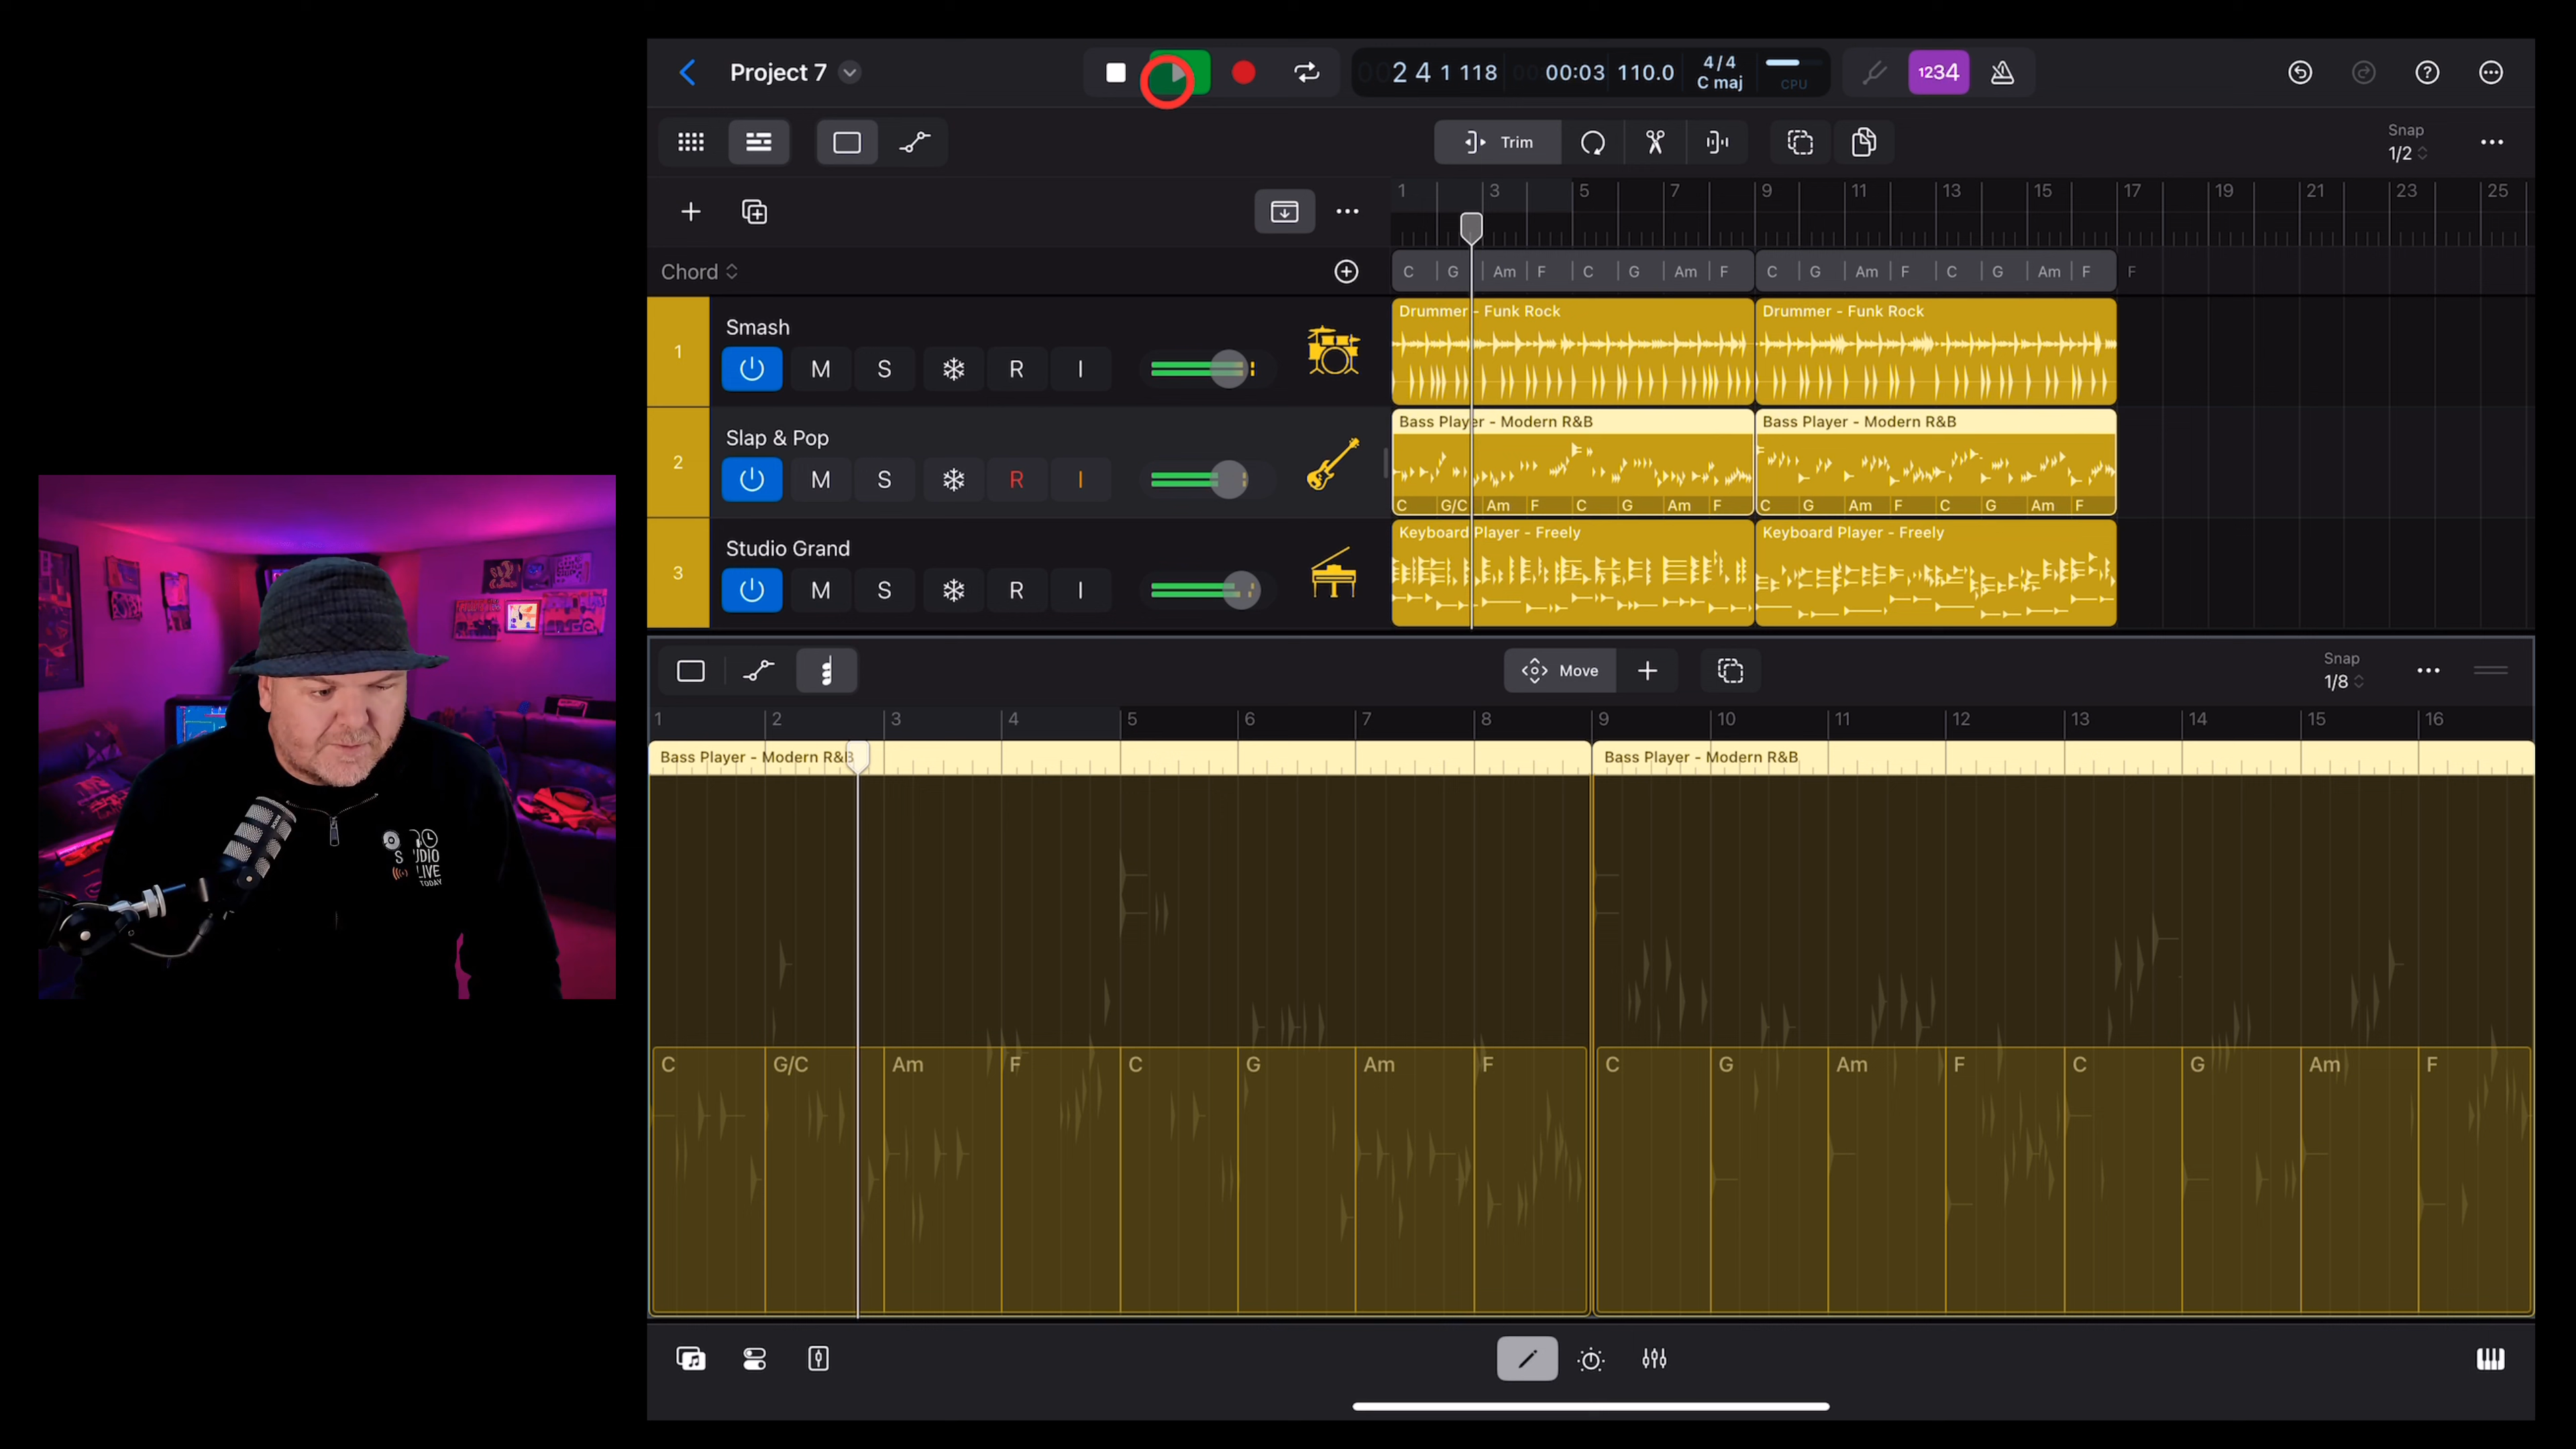 Project 7
2 4 1 118
00:03
110.0
4/4
C maj
CPU
1234
Trim
Snap
1/2
1 3 5 7 9 11 13 15 17 19 21 23 25
Chord
C G Am F C G Am F C G Am F C G Am F F
1
Smash
M S R I
Drummer - Funk Rock
Drummer - Funk Rock
2
Slap & Pop
M S R I
Bass Player - Modern R&B
Bass Player - Modern R&B
C G/C Am F C G Am F C G Am F C G Am F
3
Studio Grand
M S R I
Keyboard Player - Freely
Keyboard Player - Freely
Move
Snap
1/8
1 2 3 4 5 6 7 8 9 10 11 12 13 14 15 16
Bass Player - Modern R&B
Bass Player - Modern R&B
C G/C Am F C G Am F C G Am F C G Am F
LIVE
TODAY